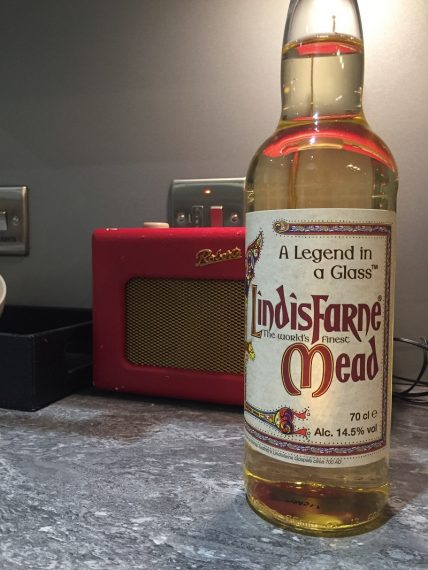 A Legend in
a Glass™
Lindisfarne®
The World's Finest
Mead
70 cl e
Alc. 14.5% vol
Roberts